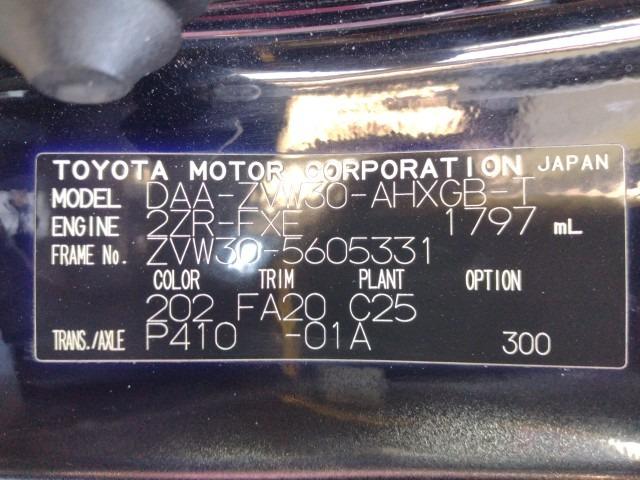 TOYOTA MOTOR CORPORATION JAPAN
MODEL DAA-ZVW30-AHXGB-T
ENGINE 2ZR-FXE 1797 mL
FRAME No. ZVW30-5605331
COLOR TRIM PLANT OPTION
202 FA20 C25
TRANS./AXLE P410 -01A 300